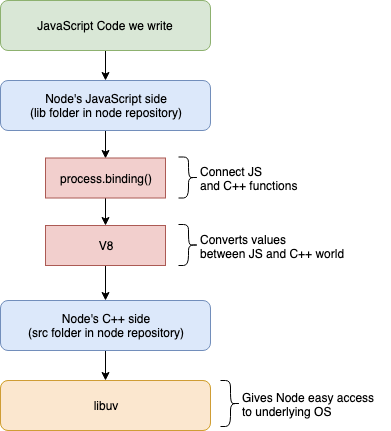 JavaScript Code we write
Node's JavaScript side
(lib folder in node repository)
process.binding()
Connect JS
and C++ functions
V8
Converts values
between JS and C++ world
Node's C++ side
(src folder in node repository)
libuv
Gives Node easy access
to underlying OS